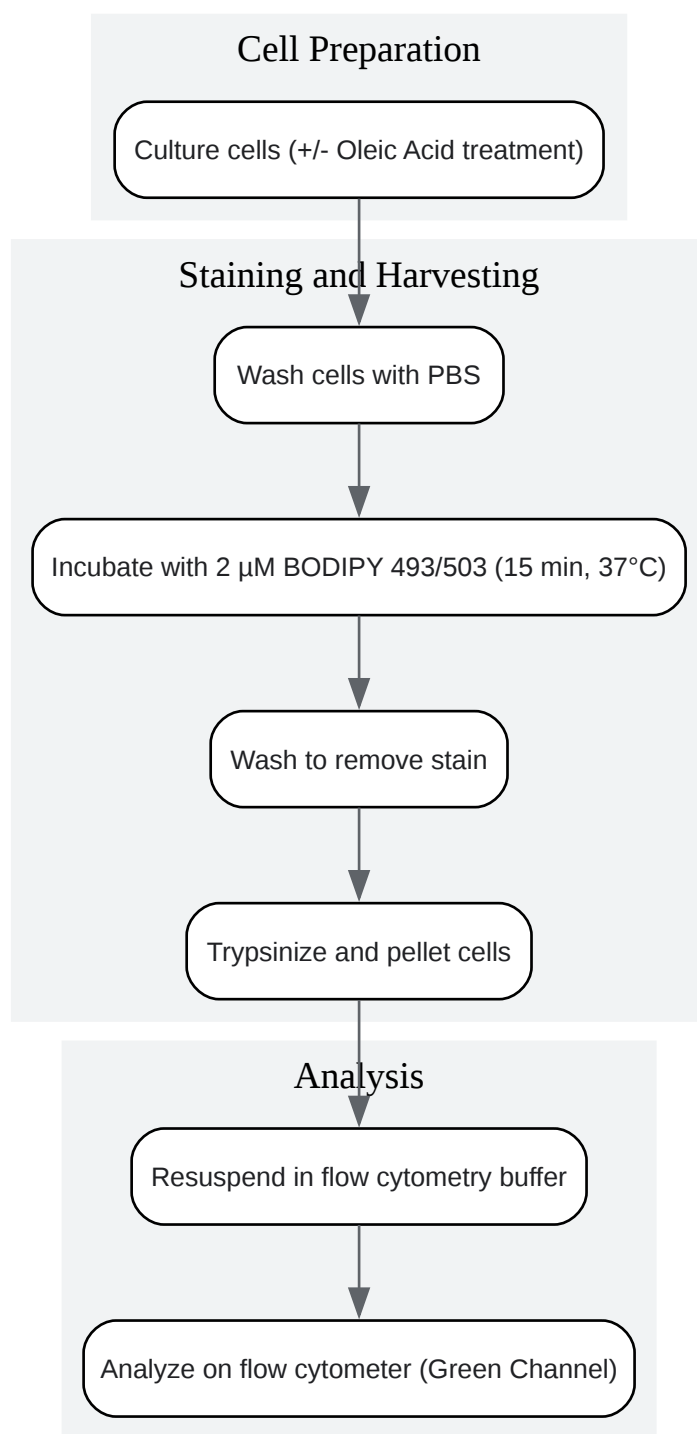 Cell Preparation
Culture cells (+/- Oleic Acid treatment)
Staining and Harvesting
Wash cells with PBS
Incubate with 2 µM BODIPY 493/503 (15 min, 37°C)
Wash to remove stain
Trypsinize and pellet cells
Analysis
Resuspend in flow cytometry buffer
Analyze on flow cytometer (Green Channel)